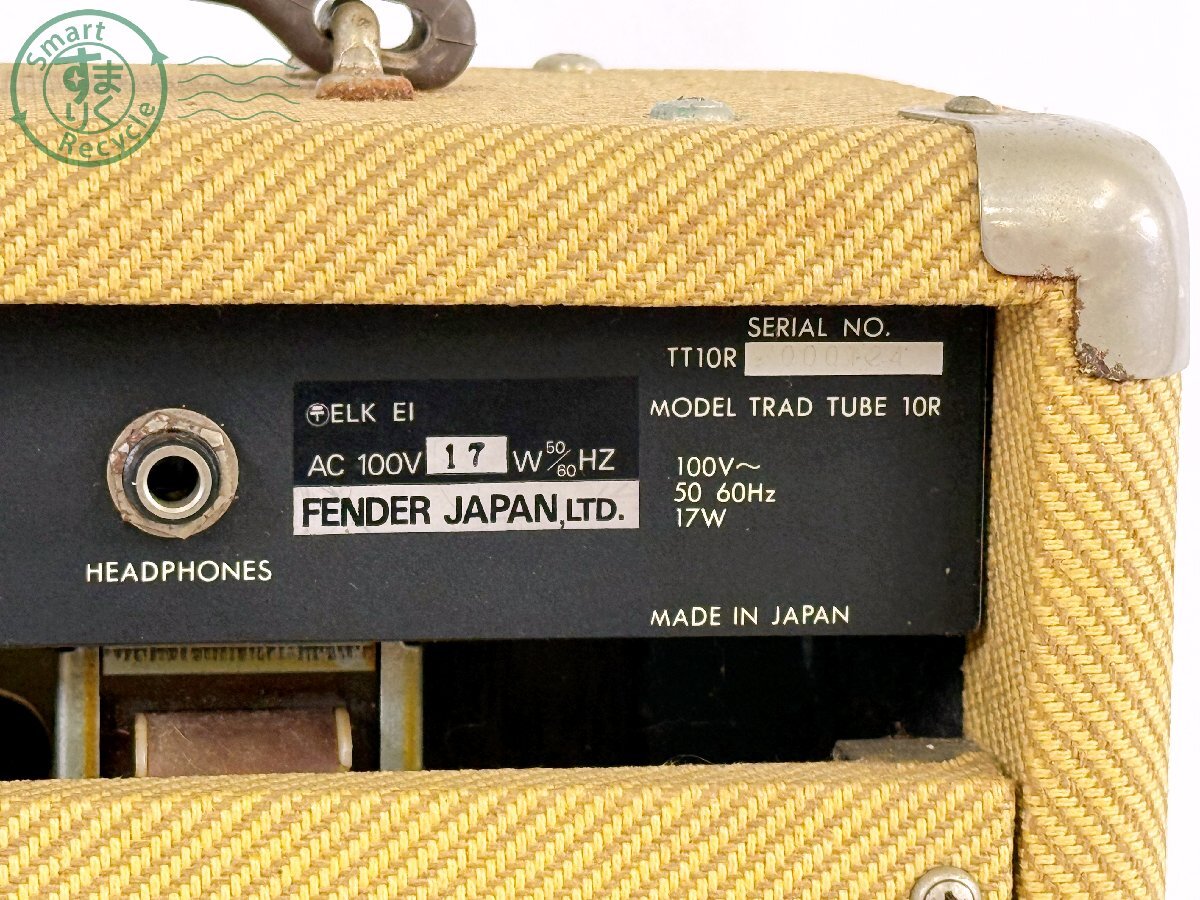 Smart
すまりく
Recycle
SERIAL NO.
TT10R
MODEL TRAD TUBE 10R
100V~
50 60Hz
17W
MADE IN JAPAN
〶ELK EI
AC 100V 17 W 50/60 HZ
FENDER JAPAN, LTD.
HEADPHONES